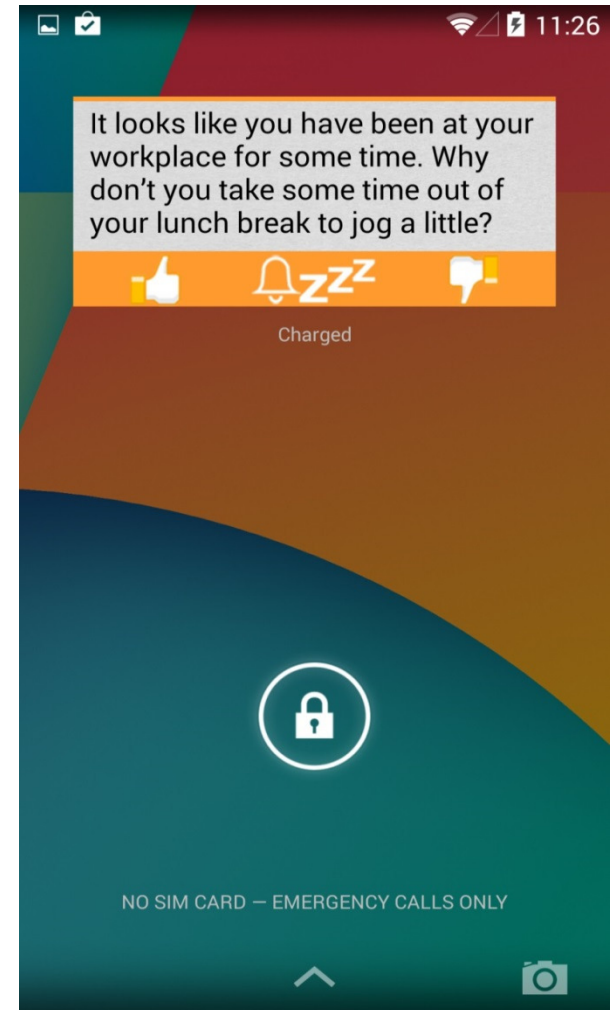 11:26
It looks like you have been at your
workplace for some time. Why
don't you take some time out of
your lunch break to jog a little?
zzz
Charged
NO SIM CARD — EMERGENCY CALLS ONLY